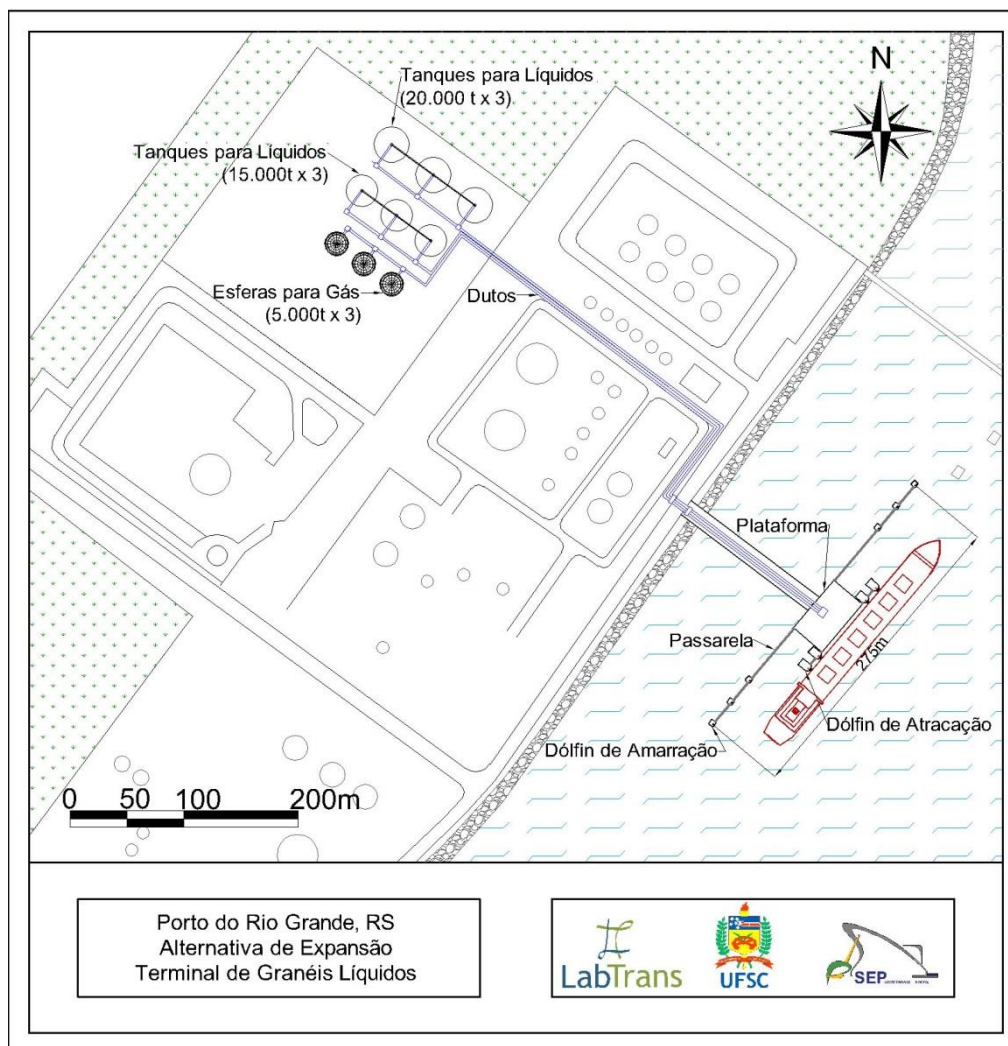 Tanques para Líquidos
(20.000 t x 3)
N
Tanques para Líquidos
(15.000t x 3)
Esferas para Gás
(5.000t x 3)
Dutos
Plataforma
Passarela
275m
Dólfin de Atracação
Dólfin de Amarração
0 50 100 200m
Porto do Rio Grande, RS
Alternativa de Expansão
Terminal de Granéis Líquidos
LabTrans
UFSC
SEP